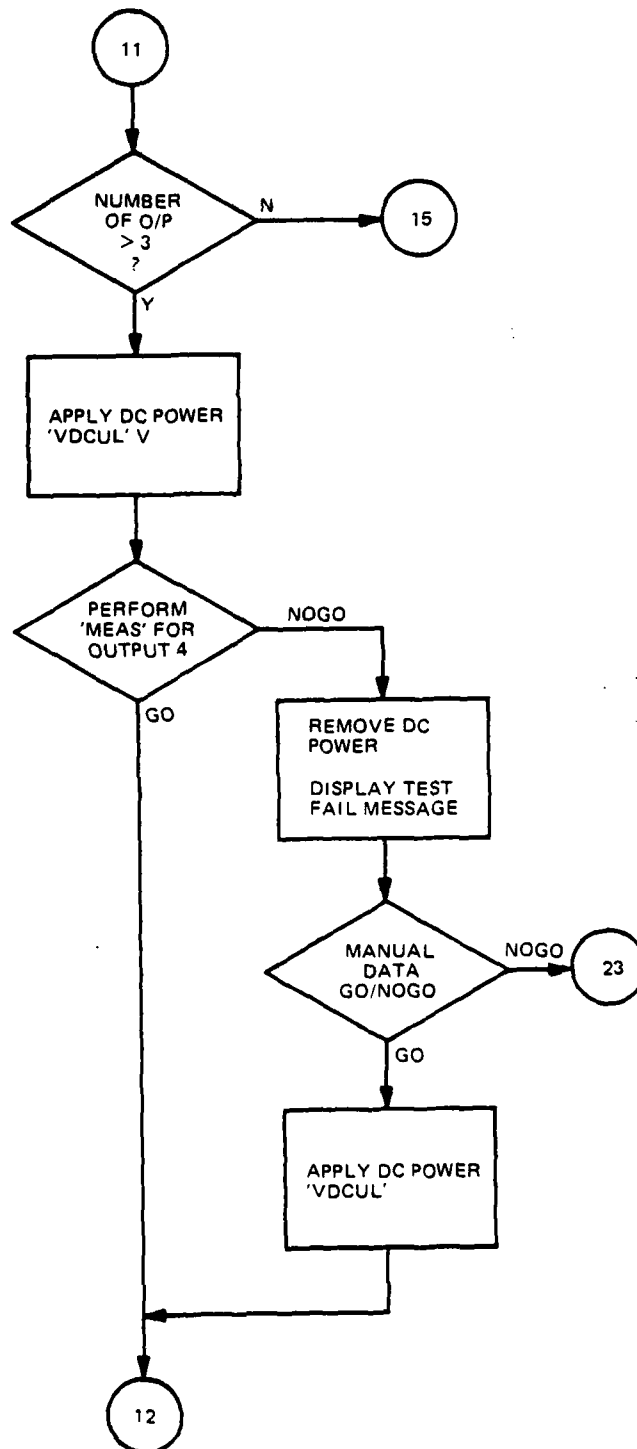 11
NUMBER
OF O/P
> 3
?
N
15
Y
APPLY DC POWER
'VDCUL' V
PERFORM
'MEAS' FOR
OUTPUT 4
NOGO
GO
REMOVE DC
POWER
DISPLAY TEST
FAIL MESSAGE
MANUAL
DATA
GO/NOGO
NOGO
23
GO
APPLY DC POWER
'VDCUL'
12